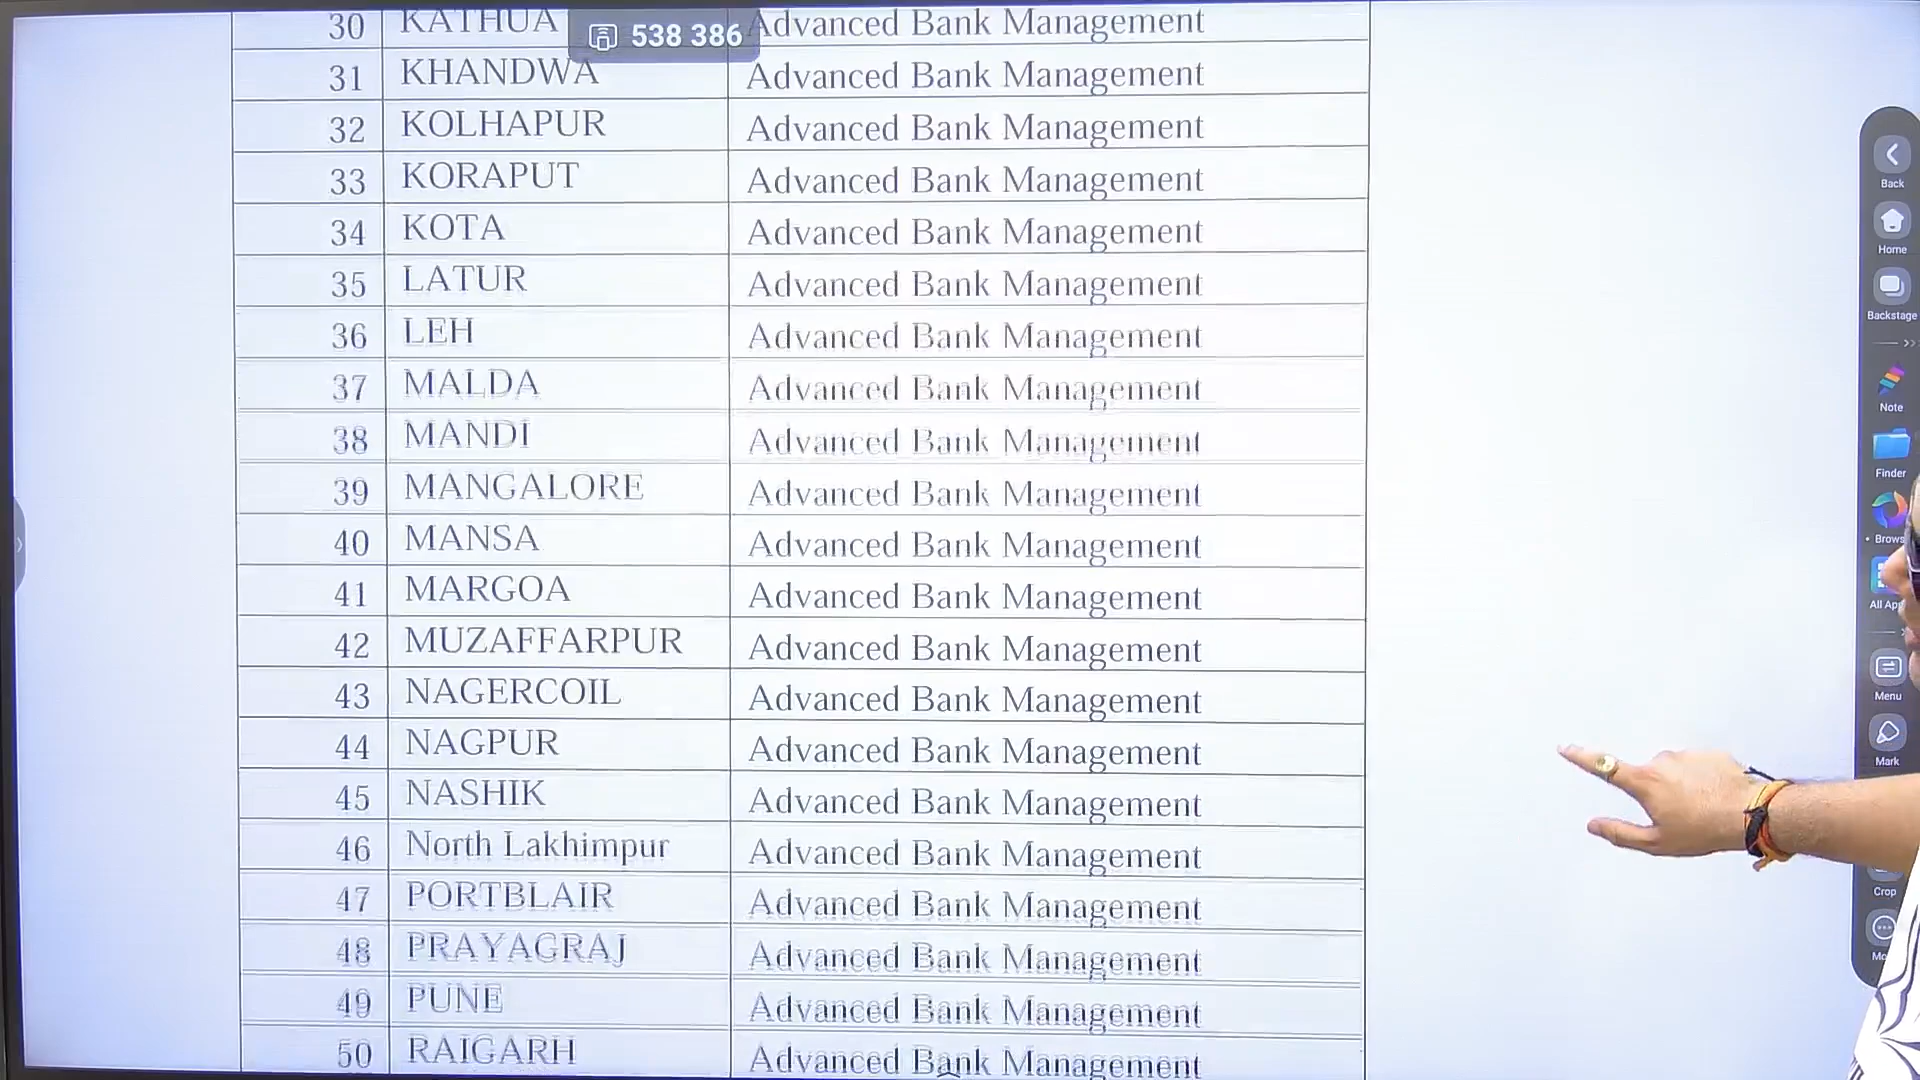 538 386
30 KATHUA Advanced Bank Management
31 KHANDWA Advanced Bank Management
32 KOLHAPUR Advanced Bank Management
33 KORAPUT Advanced Bank Management
34 KOTA Advanced Bank Management
35 LATUR Advanced Bank Management
36 LEH Advanced Bank Management
37 MALDA Advanced Bank Management
38 MANDI Advanced Bank Management
39 MANGALORE Advanced Bank Management
40 MANSA Advanced Bank Management
41 MARGOA Advanced Bank Management
42 MUZAFFARPUR Advanced Bank Management
43 NAGERCOIL Advanced Bank Management
44 NAGPUR Advanced Bank Management
45 NASHIK Advanced Bank Management
46 North Lakhimpur Advanced Bank Management
47 PORTBLAIR Advanced Bank Management
48 PRAYAGRAJ Advanced Bank Management
49 PUNE Advanced Bank Management
50 RAIGARH Advanced Bank Management
Back
Home
Backstage
Note
Finder
Brows
All Ap
Menu
Mark
Crop